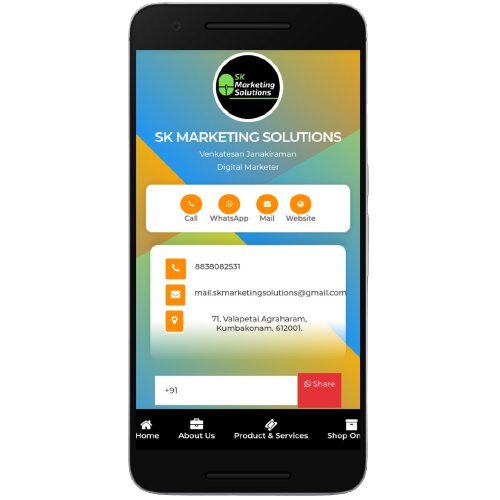 SK
Marketing
Solutions
SK MARKETING SOLUTIONS
Venkatesan Janakiraman
Digital Marketer
Call WhatsApp Mail Website
8838082531
mail.skmarketingsolutions@gmail.com
71, Valapetai Agraharam,
Kumbakonam. 612001.
+91 Share
Home About Us Product & Services Shop On